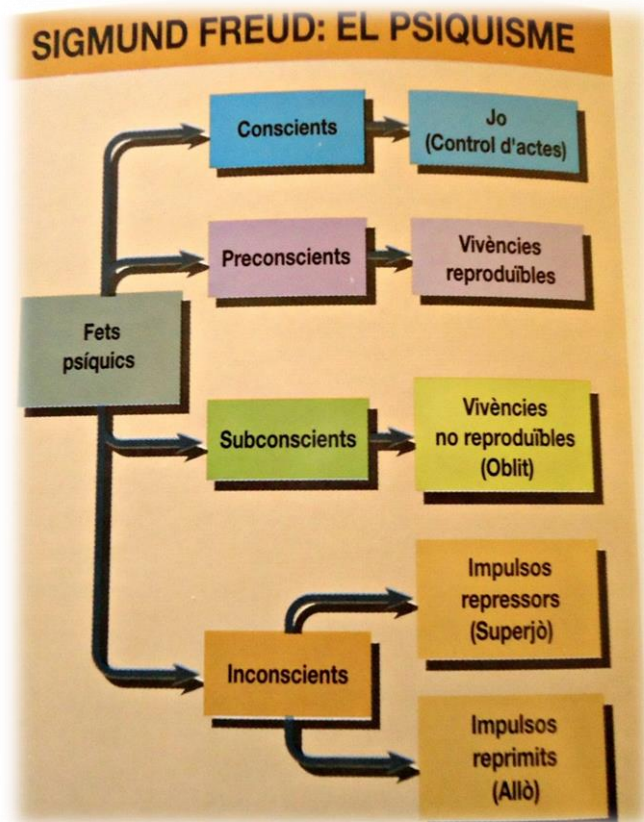 SIGMUND FREUD: EL PSIQUISME
Conscients
Jo
(Control d'actes)
Preconscients
Vivències
reproduïbles
Fets
psíquics
Subconscients
Vivències
no reproduïbles
(Oblit)
Inconscients
Impulsos
repressors
(Superjò)
Impulsos
reprimits
(Allò)